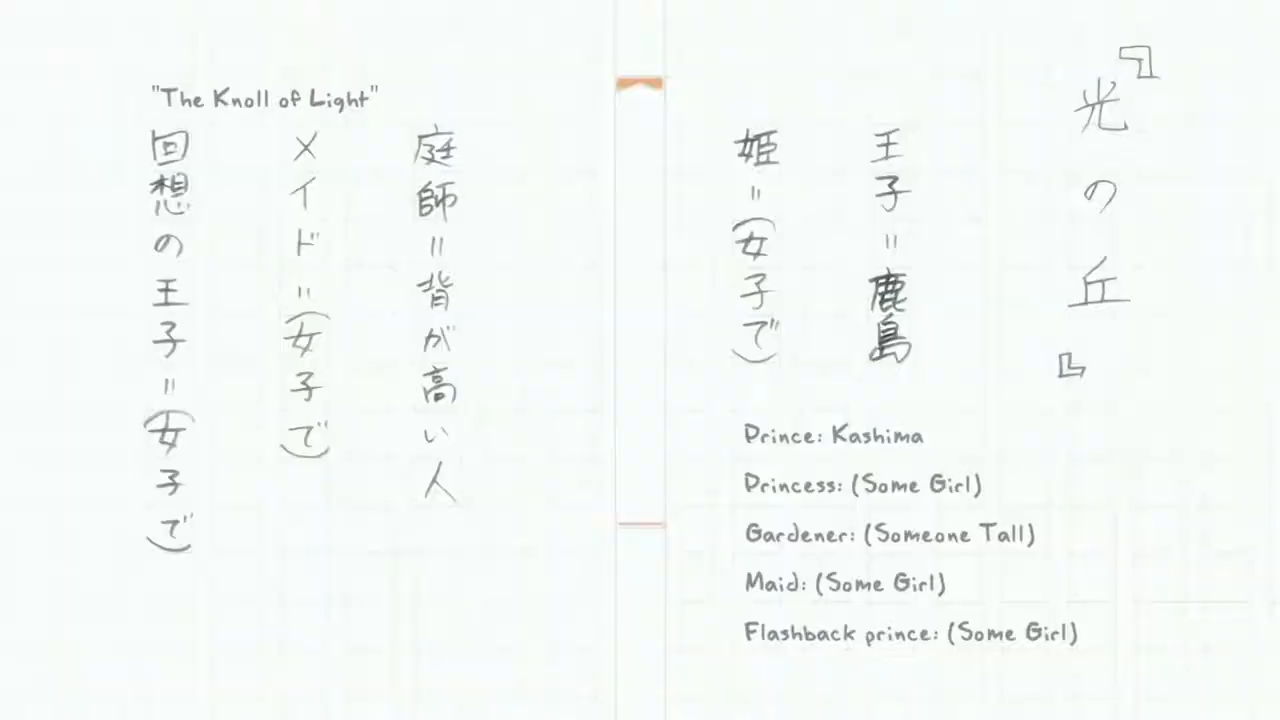 『光の丘』
王子＝鹿島
姫＝(女子で)
庭師＝背が高い人
メイド＝(女子で)
回想の王子＝(女子で)
"The Knoll of Light"
Prince: Kashima
Princess: (Some Girl)
Gardener: (Someone Tall)
Maid: (Some Girl)
Flashback prince: (Some Girl)